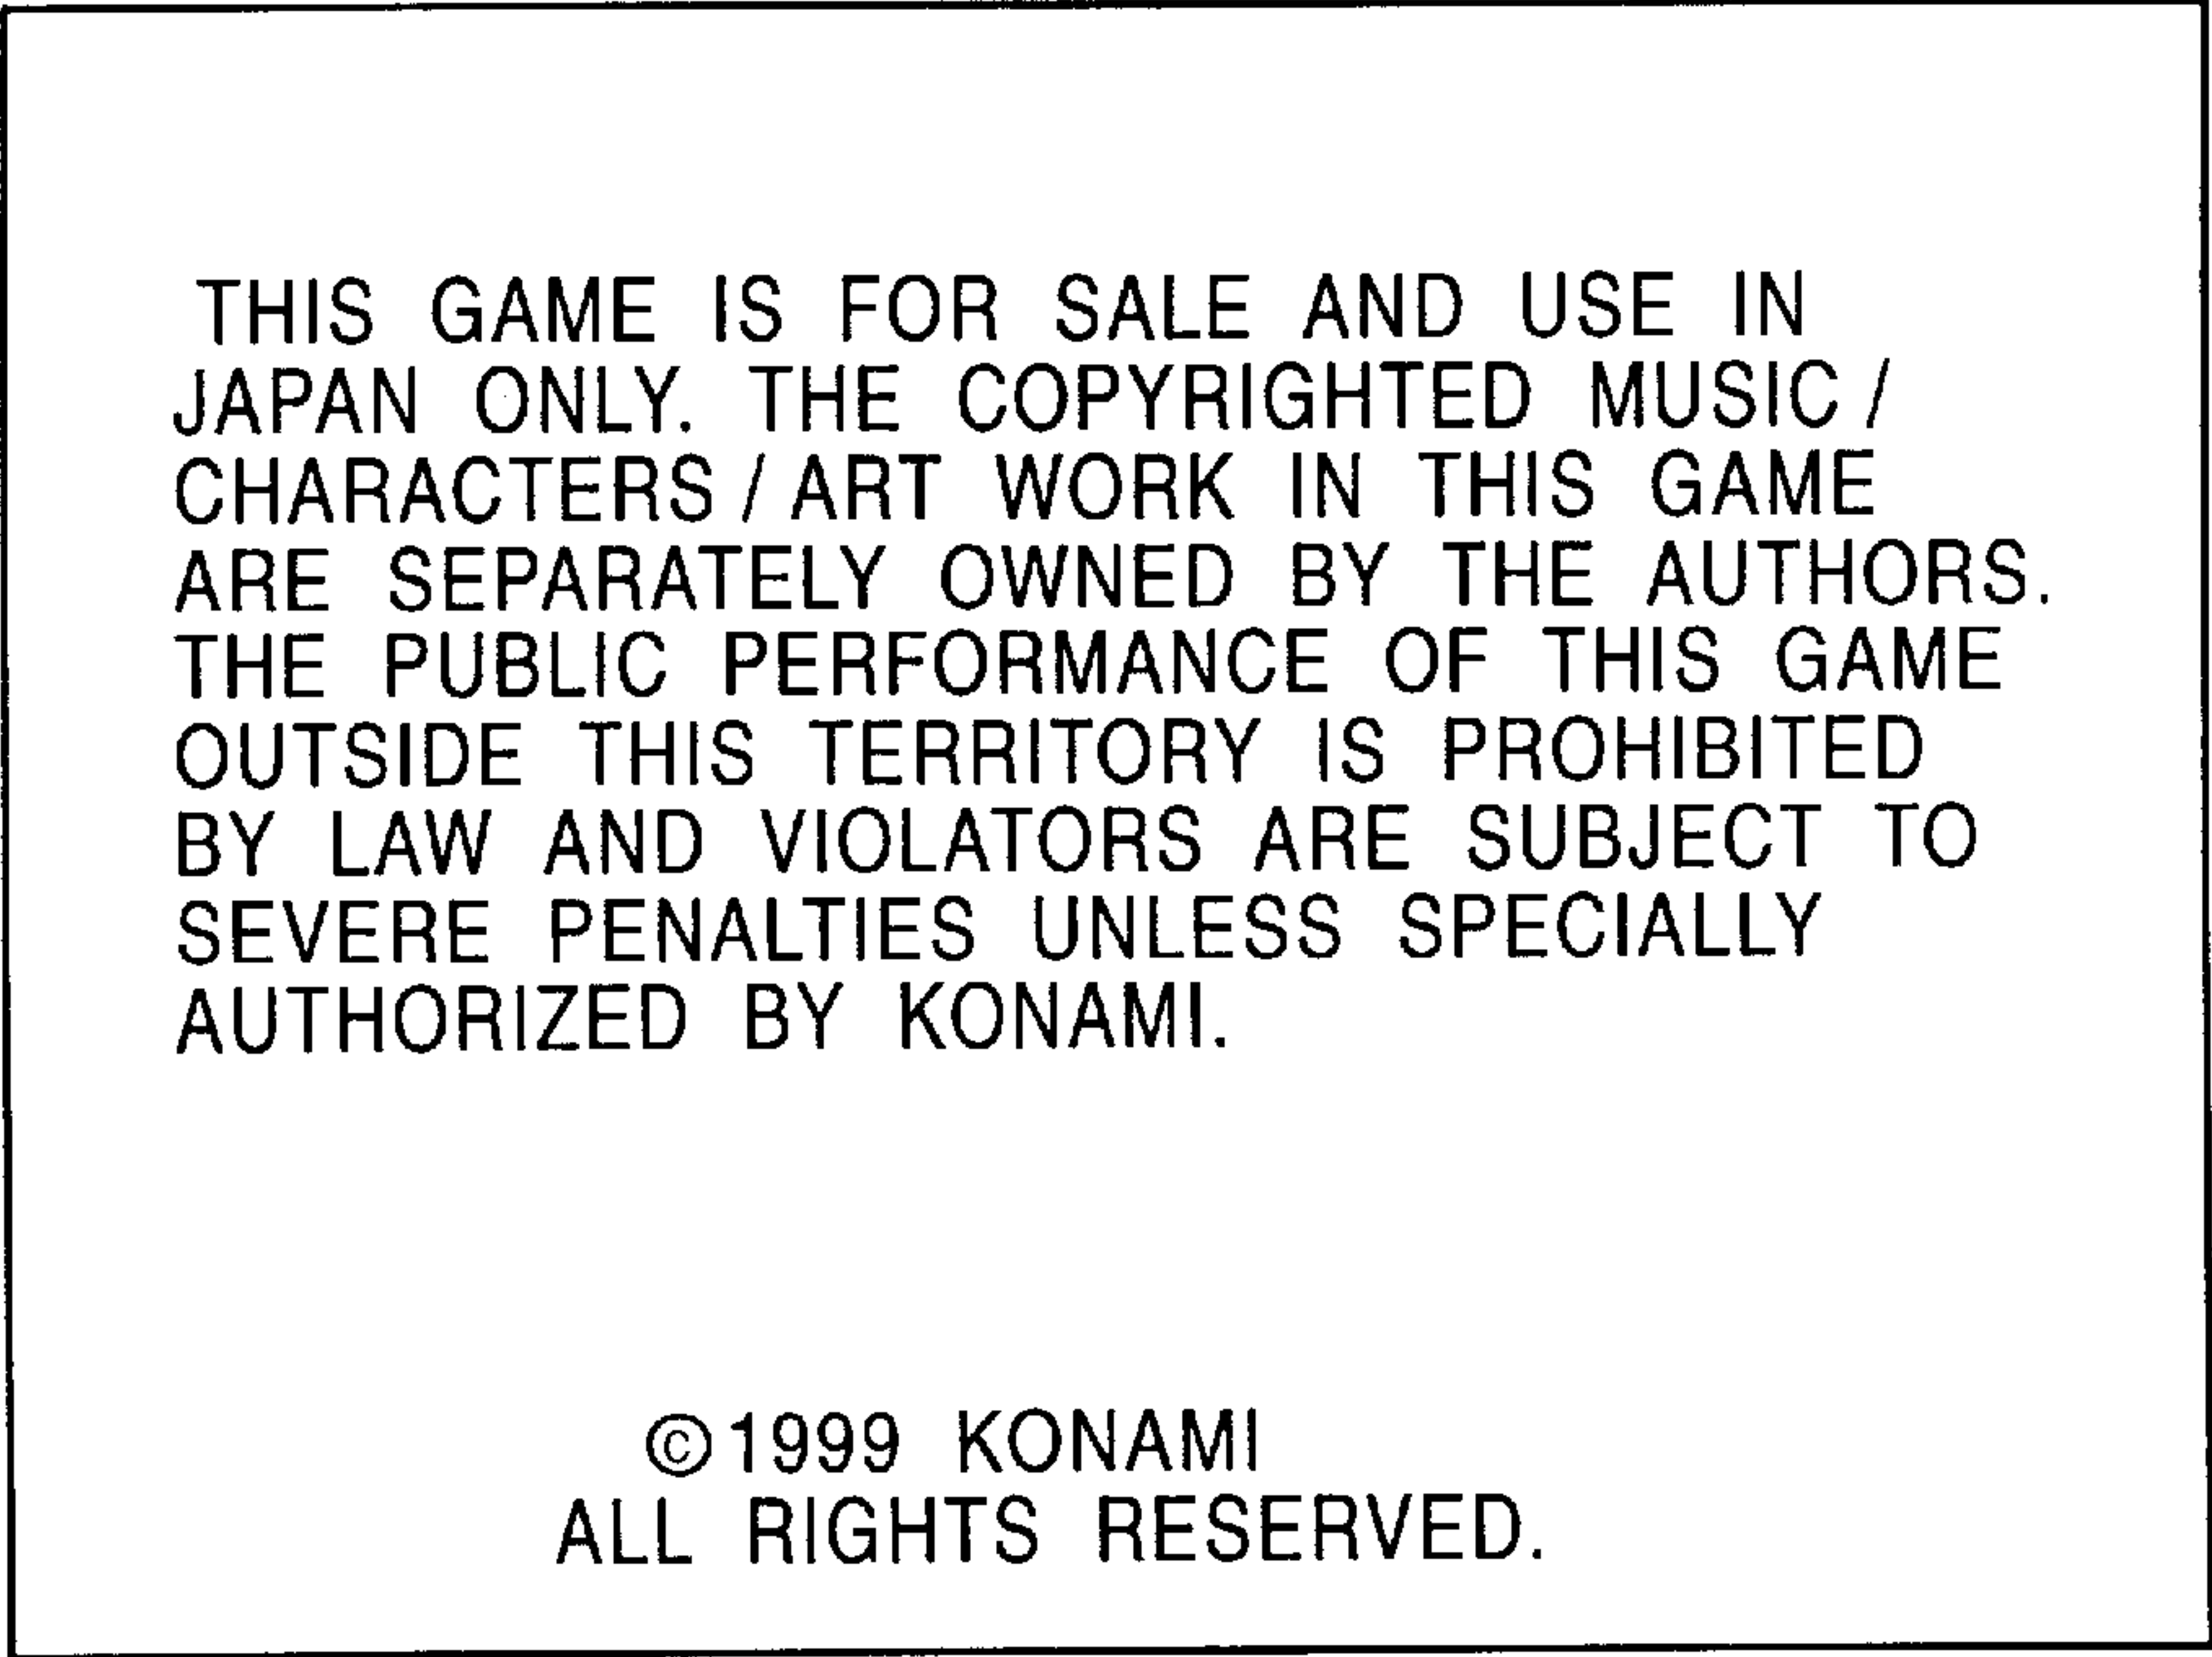 THIS GAME IS FOR SALE AND USE IN
JAPAN ONLY. THE COPYRIGHTED MUSIC/
CHARACTERS/ART WORK IN THIS GAME
ARE SEPARATELY OWNED BY THE AUTHORS.
THE PUBLIC PERFORMANCE OF THIS GAME
OUTSIDE THIS TERRITORY IS PROHIBITED
BY LAW AND VIOLATORS ARE SUBJECT TO
SEVERE PENALTIES UNLESS SPECIALLY
AUTHORIZED BY KONAMI.
©1999 KONAMI
ALL RIGHTS RESERVED.